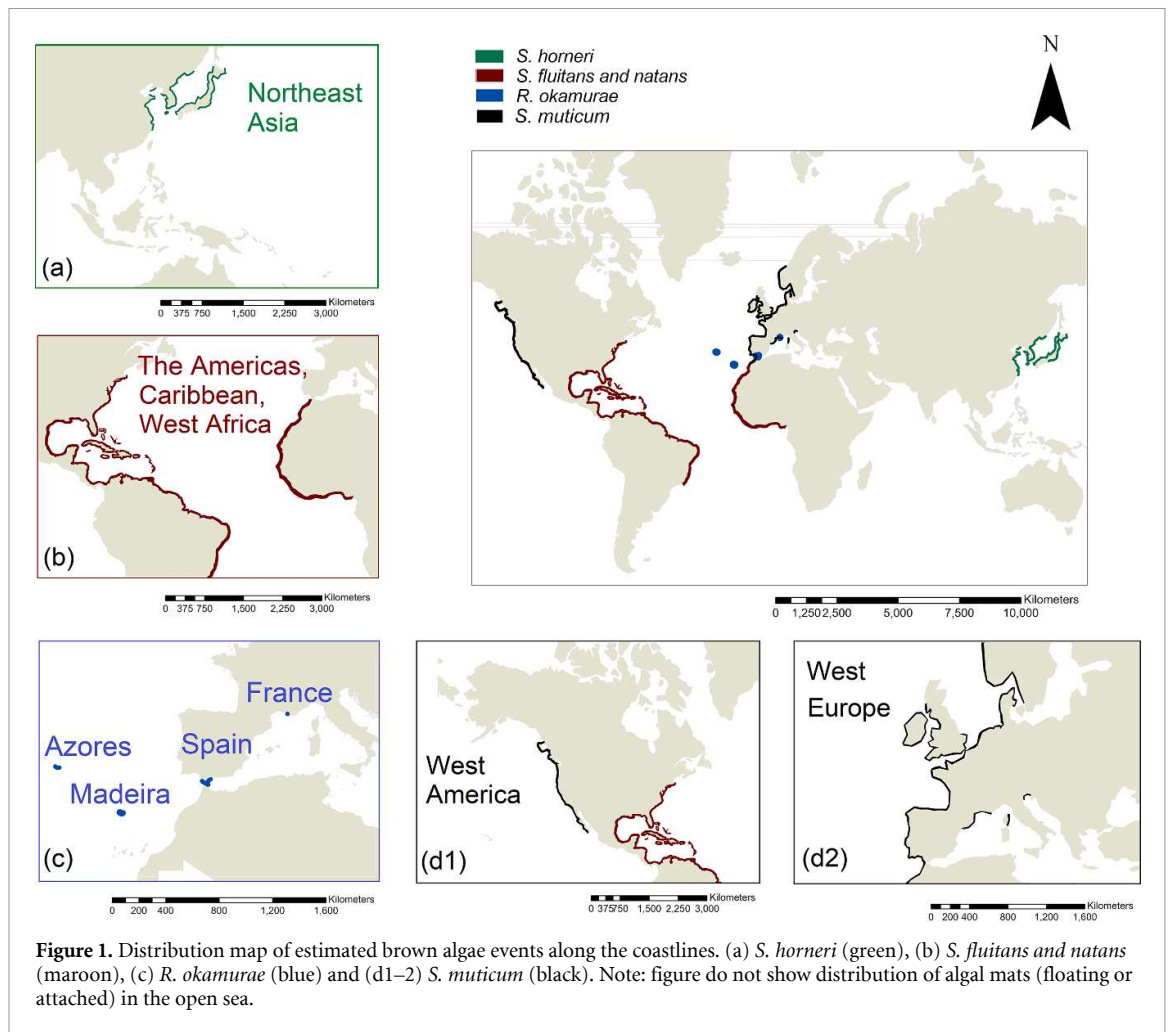 Northeast
Asia
(a)
Kilometers
0 375 750 1,500 2,250 3,000
S. horneri
S. fluitans and natans
R. okamurae
S. muticum
N
The Americas,
Caribbean,
West Africa
(b)
Kilometers
0 375 750 1,500 2,250 3,000
Kilometers
0 1,250 2,500 5,000 7,500 10,000
France
Azores
Spain
Madeira
(c)
Kilometers
0 200 400 800 1,200 1,600
West
America
(d1)
Kilometers
0 375750 1,500 2,250 3,000
West
Europe
(d2)
Kilometers
0 200 400 800 1,200 1,600
Figure 1. Distribution map of estimated brown algae events along the coastlines. (a) S. horneri (green), (b) S. fluitans and natans
(maroon), (c) R. okamurae (blue) and (d1–2) S. muticum (black). Note: figure do not show distribution of algal mats (floating or
attached) in the open sea.